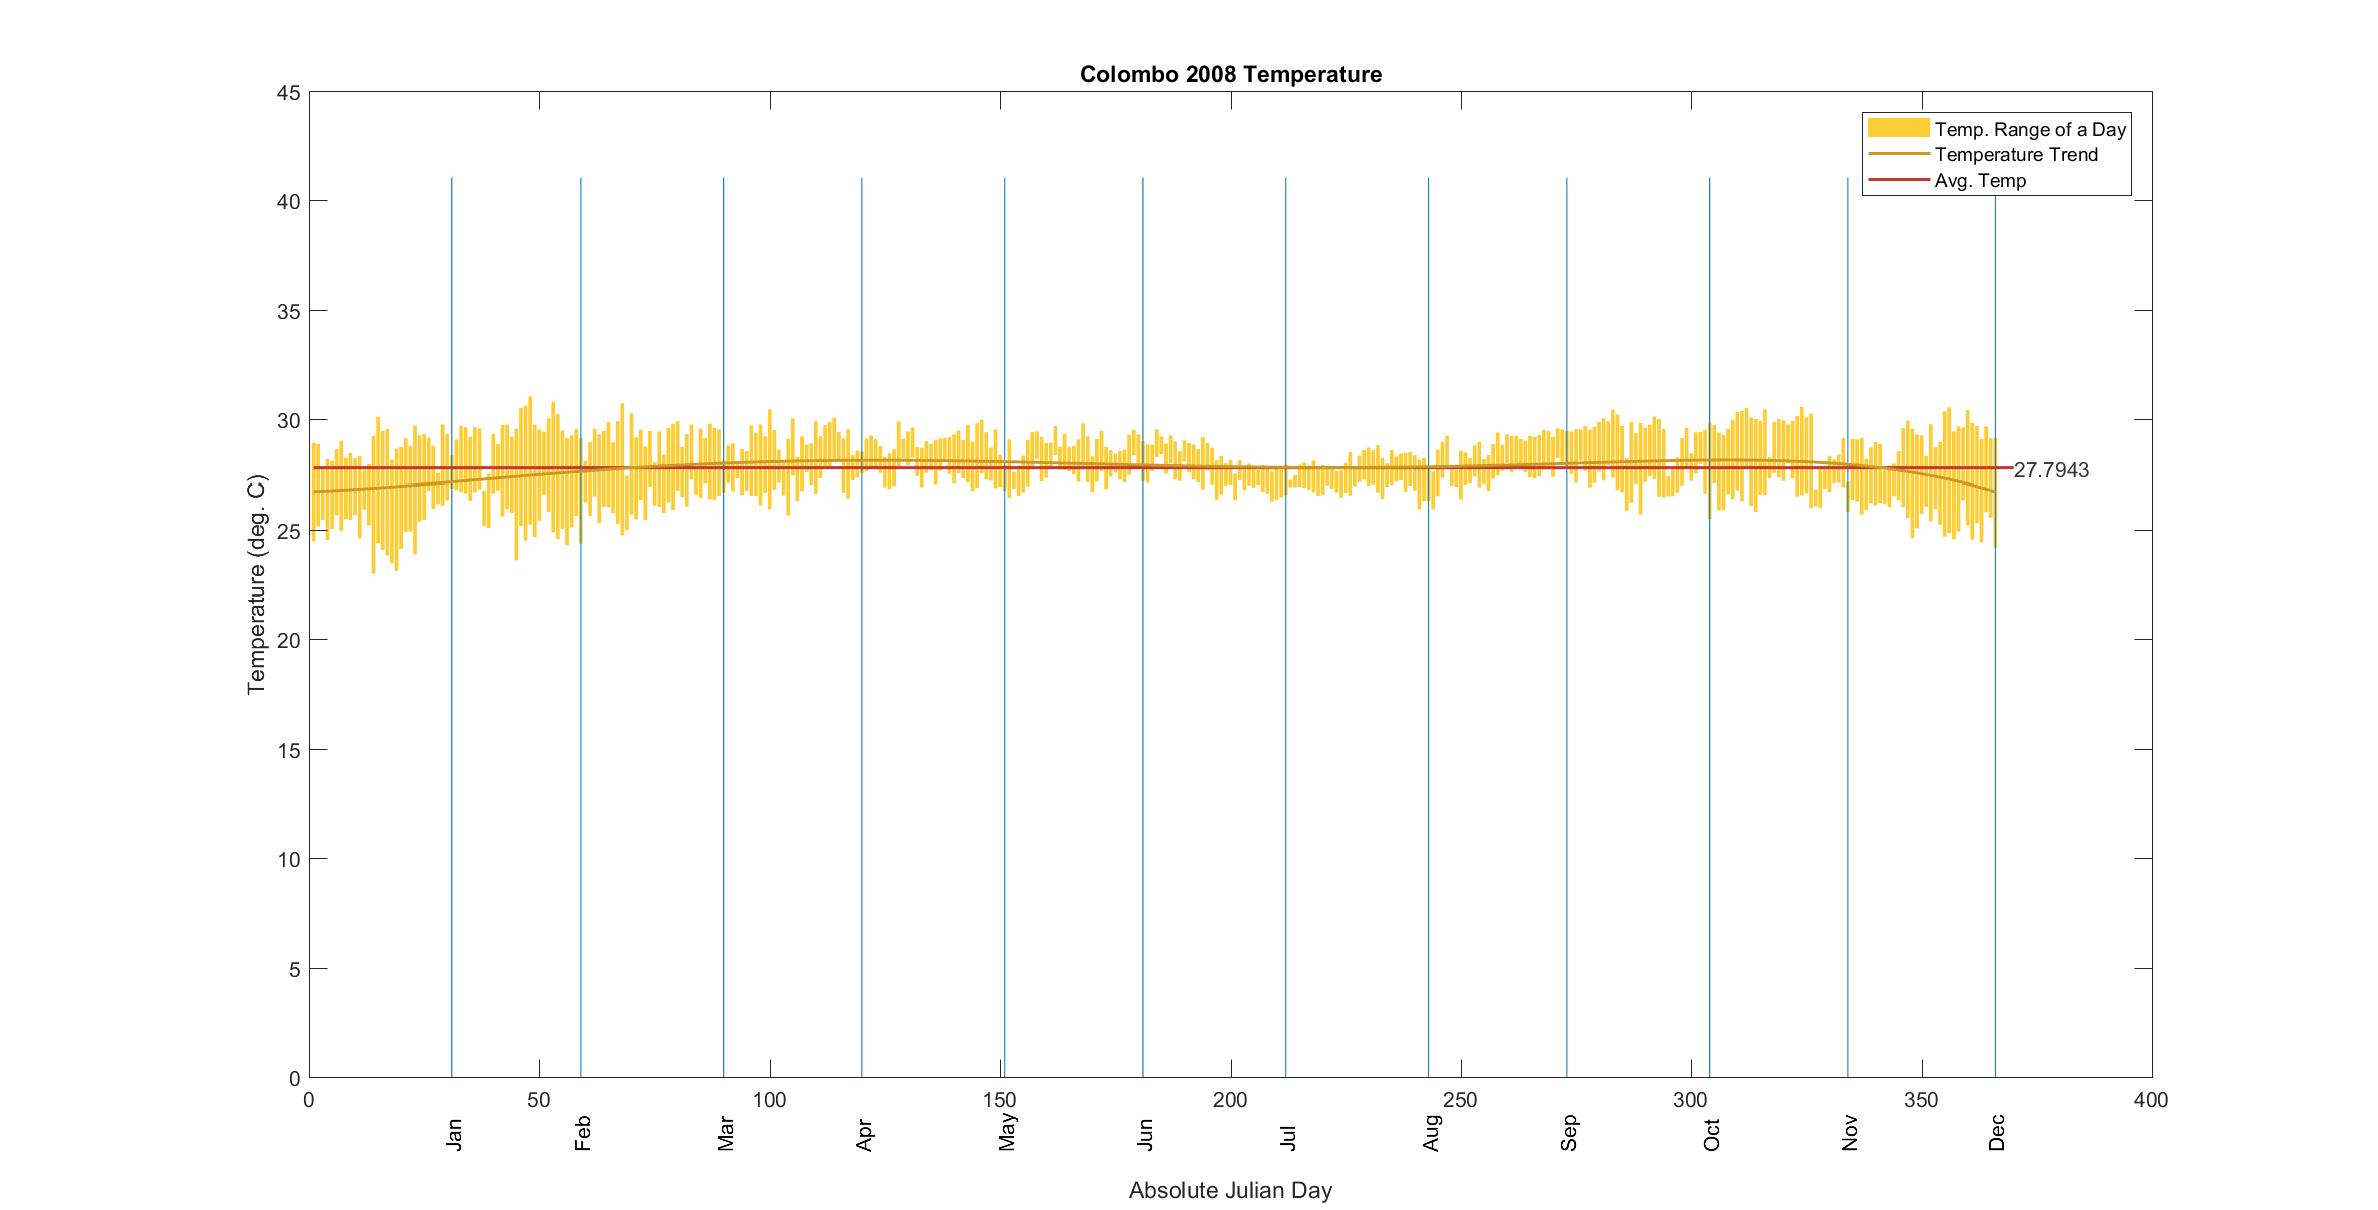 Colombo 2008 Temperature
45
40
35
30
25
20
15
10
5
0
Temperature (deg. C)
Temp. Range of a Day
Temperature Trend
Avg. Temp
27.7943
0 50 100 150 200 250 300 350 400
Jan Feb Mar Apr May Jun Jul Aug Sep Oct Nov Dec
Absolute Julian Day